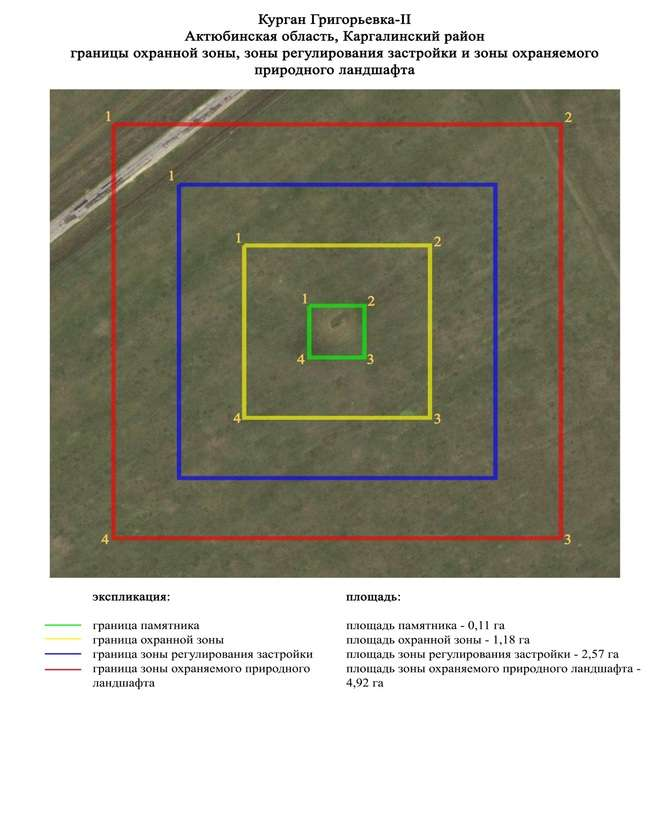 Курган Григорьевка-II
Актюбинская область, Каргалинский район
границы охранной зоны, зоны регулирования застройки и зоны охраняемого
природного ландшафта
1
2
1
1
2
1
2
4
3
4
3
4
3
экспликация:
площадь:
граница памятника
площадь памятника - 0,11 га
граница охранной зоны
площадь охранной зоны - 1,18 га
граница зоны регулирования застройки
площадь зоны регулирования застройки - 2,57 га
граница зоны охраняемого природного
площадь зоны охраняемого природного ландшафта -
ландшафта
4,92 га